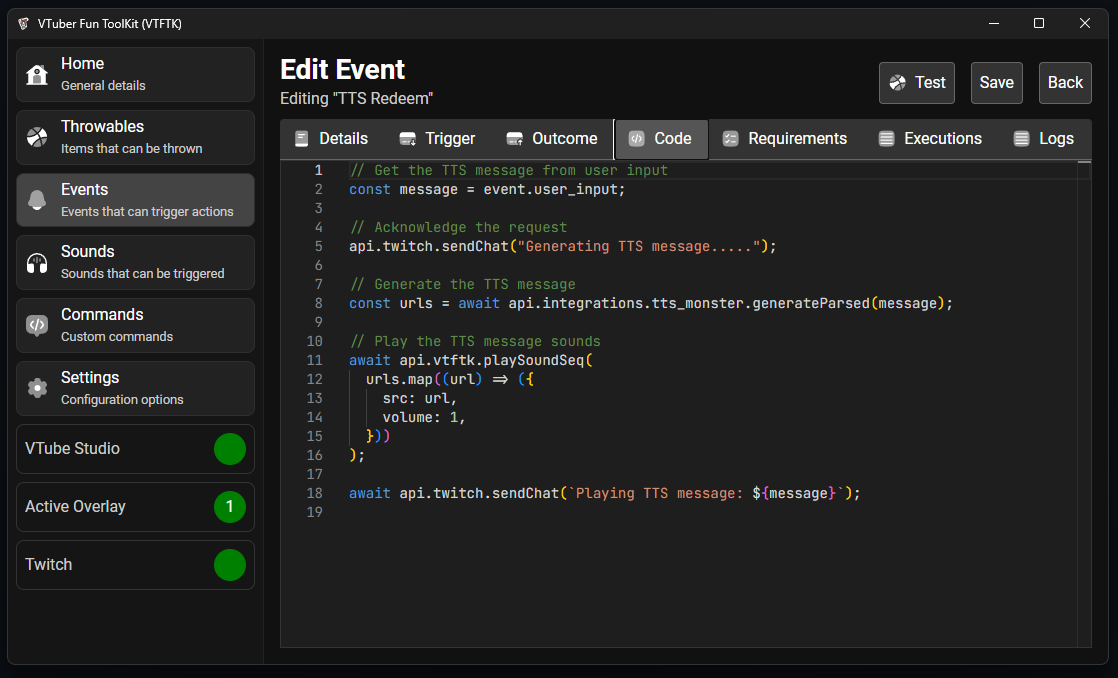 VTuber Fun ToolKit (VTFTK)
Home
General details
Throwables
Items that can be thrown
Events
Events that can trigger actions
Sounds
Sounds that can be triggered
Commands
Custom commands
Settings
Configuration options
VTube Studio
Active Overlay 1
Twitch
Edit Event
Editing "TTS Redeem"
Test Save Back
Details Trigger Outcome Code Requirements Executions Logs
1 // Get the TTS message from user input
2 const message = event.user_input;
3
4 // Acknowledge the request
5 api.twitch.sendChat("Generating TTS message.....");
6
7 // Generate the TTS message
8 const urls = await api.integrations.tts_monster.generateParsed(message);
9
10 // Play the TTS message sounds
11 await api.vtftk.playSoundSeq(
12 urls.map((url) => ({
13 src: url,
14 volume: 1,
15 }))
16 );
17
18 await api.twitch.sendChat(`Playing TTS message: ${message}`);
19